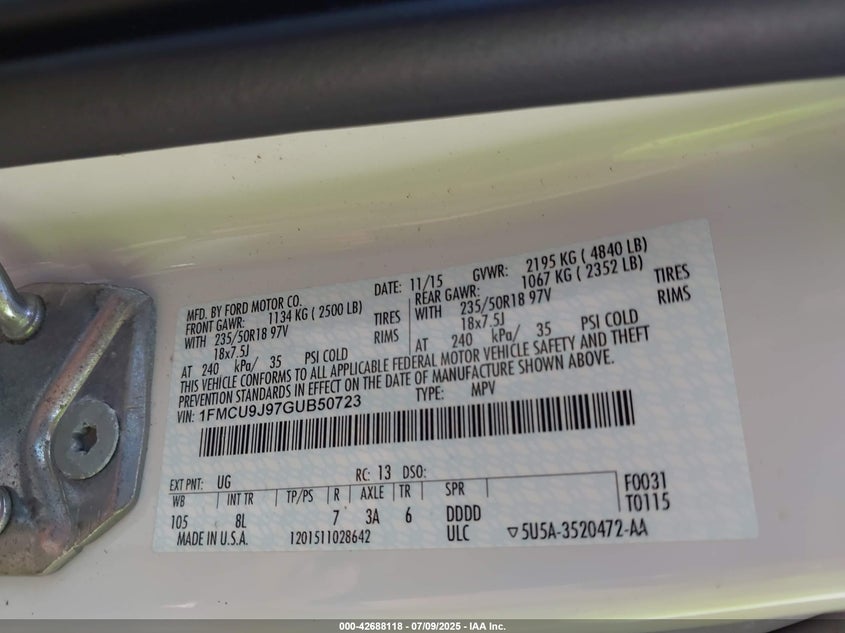 MFD. BY FORD MOTOR CO.
DATE: 11/15 GVWR: 2195 KG ( 4840 LB)
FRONT GAWR: 1134 KG ( 2500 LB)
REAR GAWR: 1067 KG ( 2352 LB)
WITH 235/50R18 97V TIRES
WITH 235/50R18 97V TIRES
18x7.5J RIMS
18x7.5J RIMS
AT 240 kPa/ 35 PSI COLD
AT 240 kPa/ 35 PSI COLD
THIS VEHICLE CONFORMS TO ALL APPLICABLE FEDERAL MOTOR VEHICLE SAFETY AND THEFT
PREVENTION STANDARDS IN EFFECT ON THE DATE OF MANUFACTURE SHOWN ABOVE.
VIN: 1FMCU9J97GUB50723 TYPE: MPV
EXT PNT: UG RC: 13 DSO:
WB INT TR TP/PS R AXLE TR SPR F0031
105 8L 7 3A 6 DDDD T0115
MADE IN U.S.A. 1201511028642 ULC ▽5U5A-3520472-AA
000-42688118 - 07/09/2025 - IAA Inc.